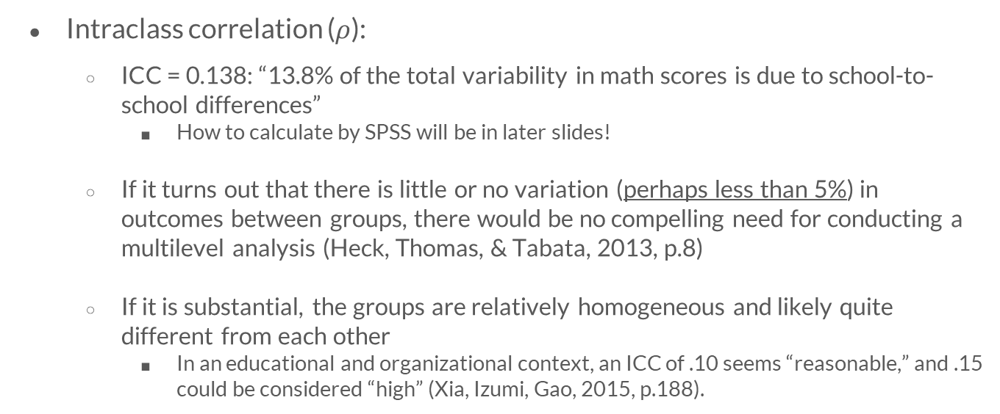 ● Intraclass correlation (ρ):
○ ICC = 0.138: “13.8% of the total variability in math scores is due to school-to-
school differences”
■ How to calculate by SPSS will be in later slides!
○ If it turns out that there is little or no variation (perhaps less than 5%) in
outcomes between groups, there would be no compelling need for conducting a
multilevel analysis (Heck, Thomas, & Tabata, 2013, p.8)
○ If it is substantial, the groups are relatively homogeneous and likely quite
different from each other
■ In an educational and organizational context, an ICC of .10 seems “reasonable,” and .15
could be considered “high” (Xia, Izumi, Gao, 2015, p.188).